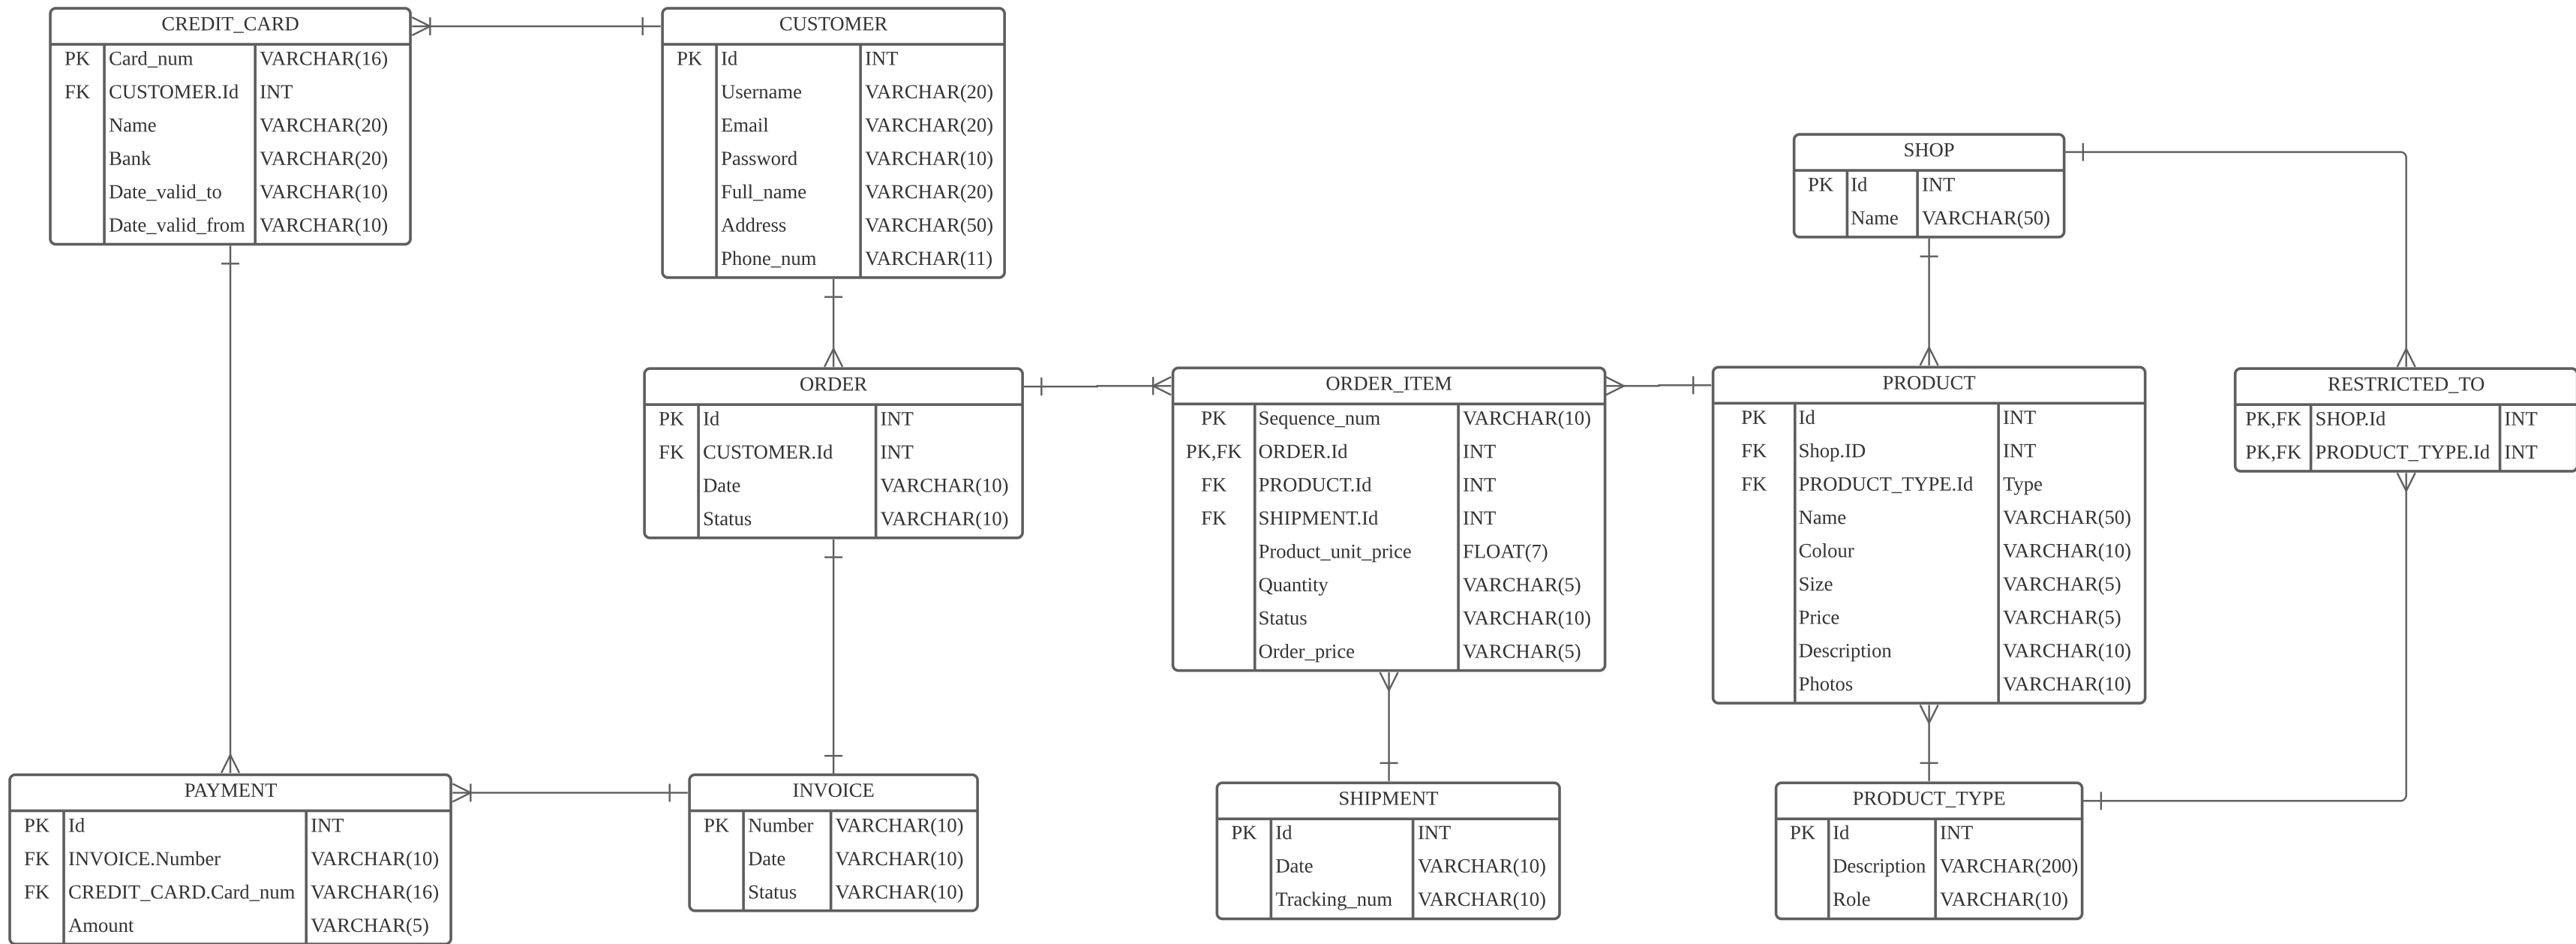 CREDIT_CARD
PK Card_num VARCHAR(16)
FK CUSTOMER.Id INT
Name VARCHAR(20)
Bank VARCHAR(20)
Date_valid_to VARCHAR(10)
Date_valid_from VARCHAR(10)
CUSTOMER
PK Id INT
Username VARCHAR(20)
Email VARCHAR(20)
Password VARCHAR(10)
Full_name VARCHAR(20)
Address VARCHAR(50)
Phone_num VARCHAR(11)
SHOP
PK Id INT
Name VARCHAR(50)
ORDER
PK Id INT
FK CUSTOMER.Id INT
Date VARCHAR(10)
Status VARCHAR(10)
ORDER_ITEM
PK Sequence_num VARCHAR(10)
PK,FK ORDER.Id INT
FK PRODUCT.Id INT
FK SHIPMENT.Id INT
Product_unit_price FLOAT(7)
Quantity VARCHAR(5)
Status VARCHAR(10)
Order_price VARCHAR(5)
PRODUCT
PK Id INT
FK Shop.ID INT
FK PRODUCT_TYPE.Id Type
Name VARCHAR(50)
Colour VARCHAR(10)
Size VARCHAR(5)
Price VARCHAR(5)
Description VARCHAR(10)
Photos VARCHAR(10)
RESTRICTED_TO
PK,FK SHOP.Id INT
PK,FK PRODUCT_TYPE.Id INT
PAYMENT
PK Id INT
FK INVOICE.Number VARCHAR(10)
FK CREDIT_CARD.Card_num VARCHAR(16)
Amount VARCHAR(5)
INVOICE
PK Number VARCHAR(10)
Date VARCHAR(10)
Status VARCHAR(10)
SHIPMENT
PK Id INT
Date VARCHAR(10)
Tracking_num VARCHAR(10)
PRODUCT_TYPE
PK Id INT
Description VARCHAR(200)
Role VARCHAR(10)